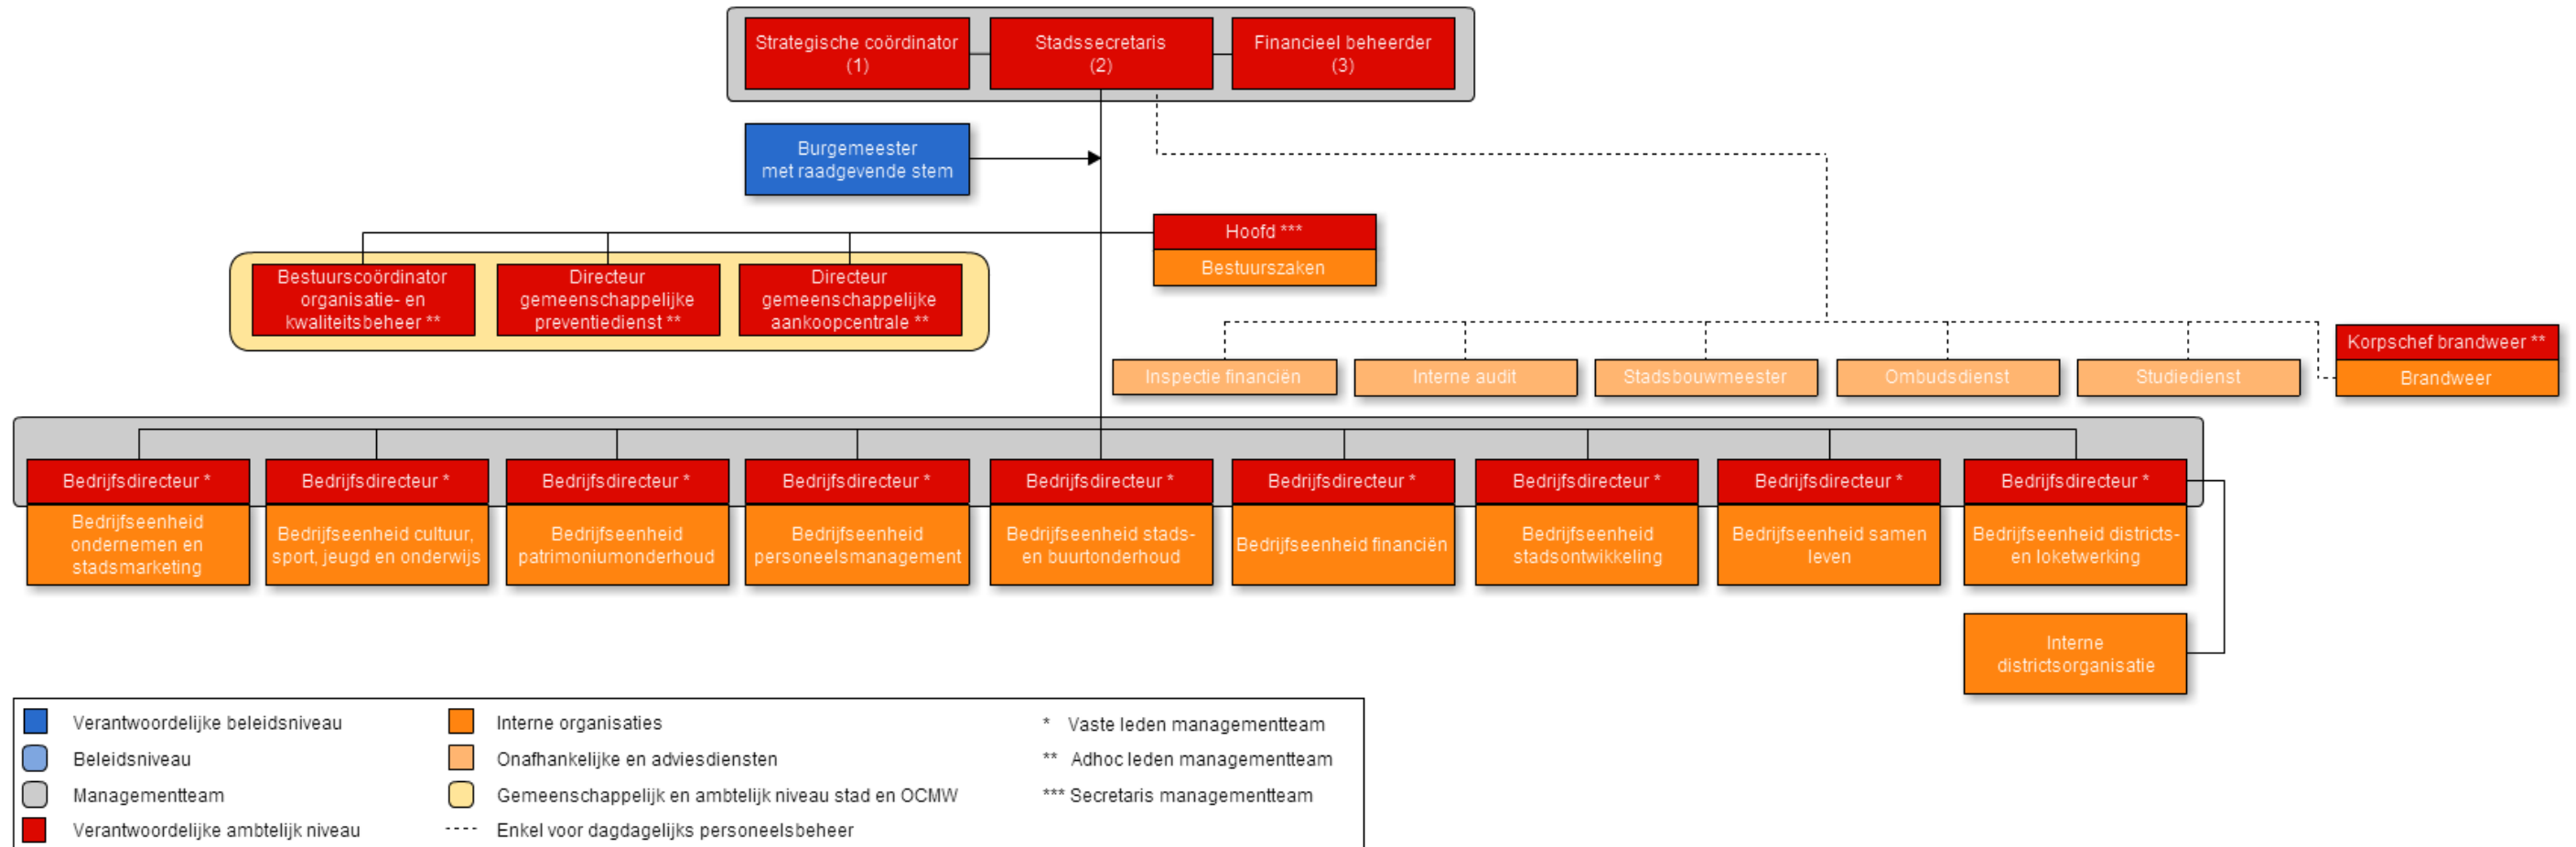 Strategische coördinator
(1)
Stadssecretaris
(2)
Financieel beheerder
(3)
Burgemeester
met raadgevende stem
Hoofd ***
Bestuurszaken
Bestuurscoördinator
organisatie- en
kwaliteitsbeheer **
Directeur
gemeenschappelijke
preventiedienst **
Directeur
gemeenschappelijke
aankoopcentrale **
Korpschef brandweer **
Brandweer
Inspectie financiën
Interne audit
Stadsbouwmeester
Ombudsdienst
Studiedienst
Bedrijfsdirecteur *
Bedrijfseenheid
ondernemen en
stadsmarketing
Bedrijfsdirecteur *
Bedrijfseenheid cultuur,
sport, jeugd en onderwijs
Bedrijfsdirecteur *
Bedrijfseenheid
patrimoniumonderhoud
Bedrijfsdirecteur *
Bedrijfseenheid
personeelsmanagement
Bedrijfsdirecteur *
Bedrijfseenheid stads-
en buurtonderhoud
Bedrijfsdirecteur *
Bedrijfseenheid financiën
Bedrijfsdirecteur *
Bedrijfseenheid
stadsontwikkeling
Bedrijfsdirecteur *
Bedrijfseenheid samen
leven
Bedrijfsdirecteur *
Bedrijfseenheid districts-
en loketwerking
Interne
districtsorganisatie
Verantwoordelijke beleidsniveau
Beleidsniveau
Managementteam
Verantwoordelijke ambtelijk niveau
Interne organisaties
Onafhankelijke en adviesdiensten
Gemeenschappelijk en ambtelijk niveau stad en OCMW
---- Enkel voor dagdagelijks personeelsbeheer
* Vaste leden managementteam
** Adhoc leden managementteam
*** Secretaris managementteam